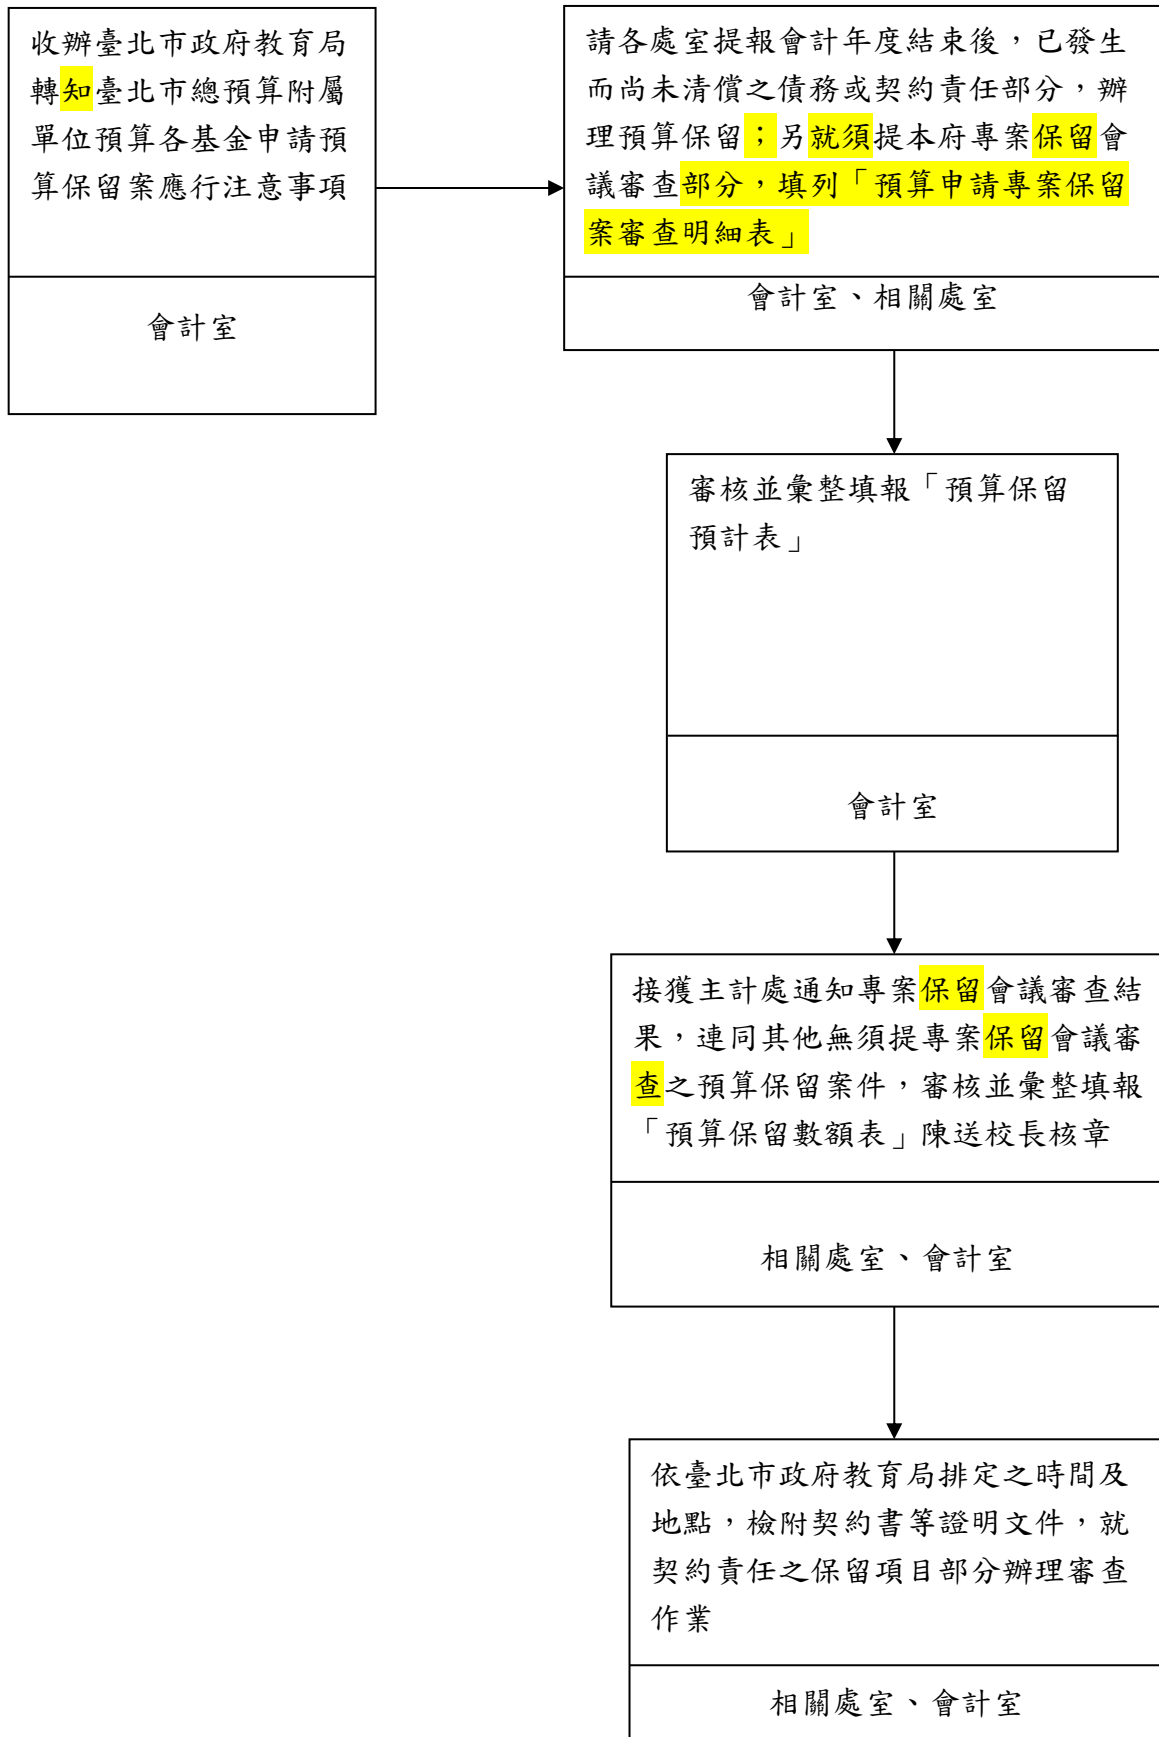 收辦臺北市政府教育局
轉知臺北市總預算附屬
單位預算各基金申請預
算保留案應行注意事項
會計室
請各處室提報會計年度結束後，已發生
而尚未清償之債務或契約責任部分，辦
理預算保留；另就須提本府專案保留會
議審查部分，填列「預算申請專案保留
案審查明細表」
會計室、相關處室
審核並彙整填報「預算保留
預計表」
會計室
接獲主計處通知專案保留會議審查結
果，連同其他無須提專案保留會議審
查之預算保留案件，審核並彙整填報
「預算保留數額表」陳送校長核章
相關處室、會計室
依臺北市政府教育局排定之時間及
地點，檢附契約書等證明文件，就
契約責任之保留項目部分辦理審查
作業
相關處室、會計室